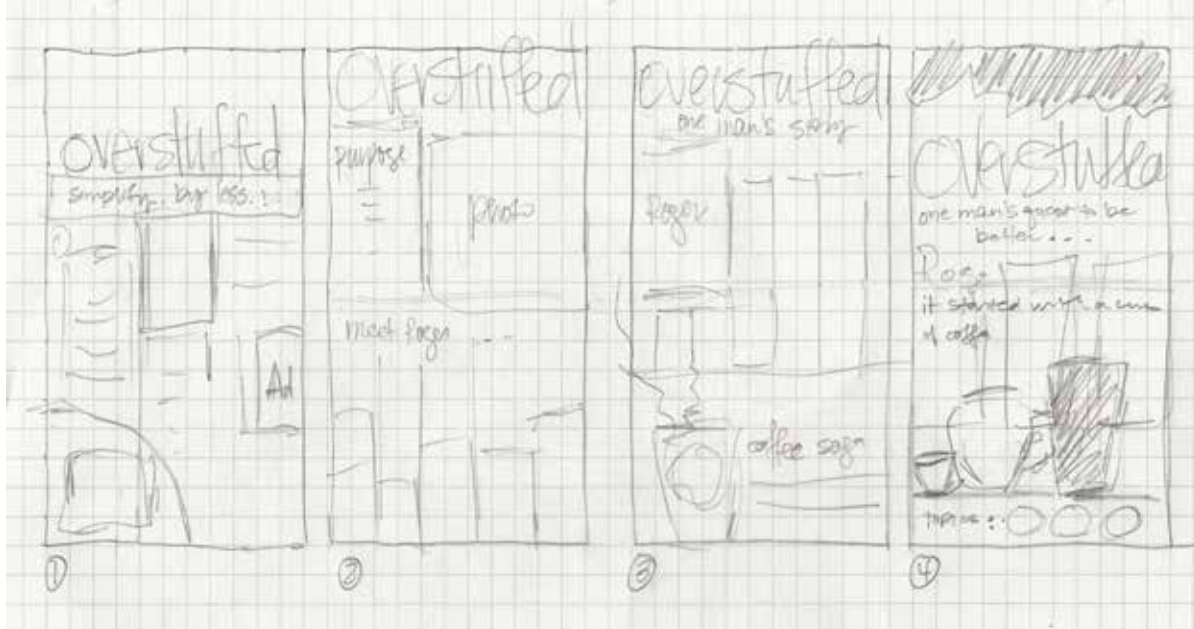 overstuffed
simplify, buy less...
Ad
①
Overstuffed
purpose
photo
meet Roger ....
②
overstuffed
one man's story
Roger
coffee saga
③
overstuffed
one man's quest to be
better ...
it started with a cup
of coffee
topics:
④